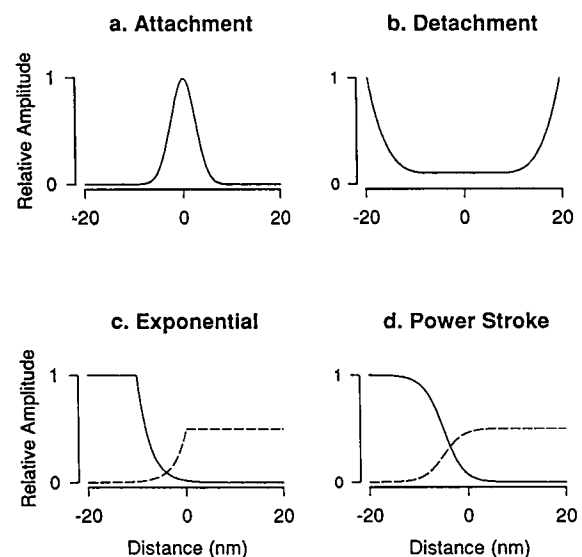 a. Attachment
b. Detachment
Relative Amplitude
1
0
-20 0 20
1
0
-20 0 20
c. Exponential
d. Power Stroke
Relative Amplitude
1
0
-20 0 20
Distance (nm)
1
0
-20 0 20
Distance (nm)